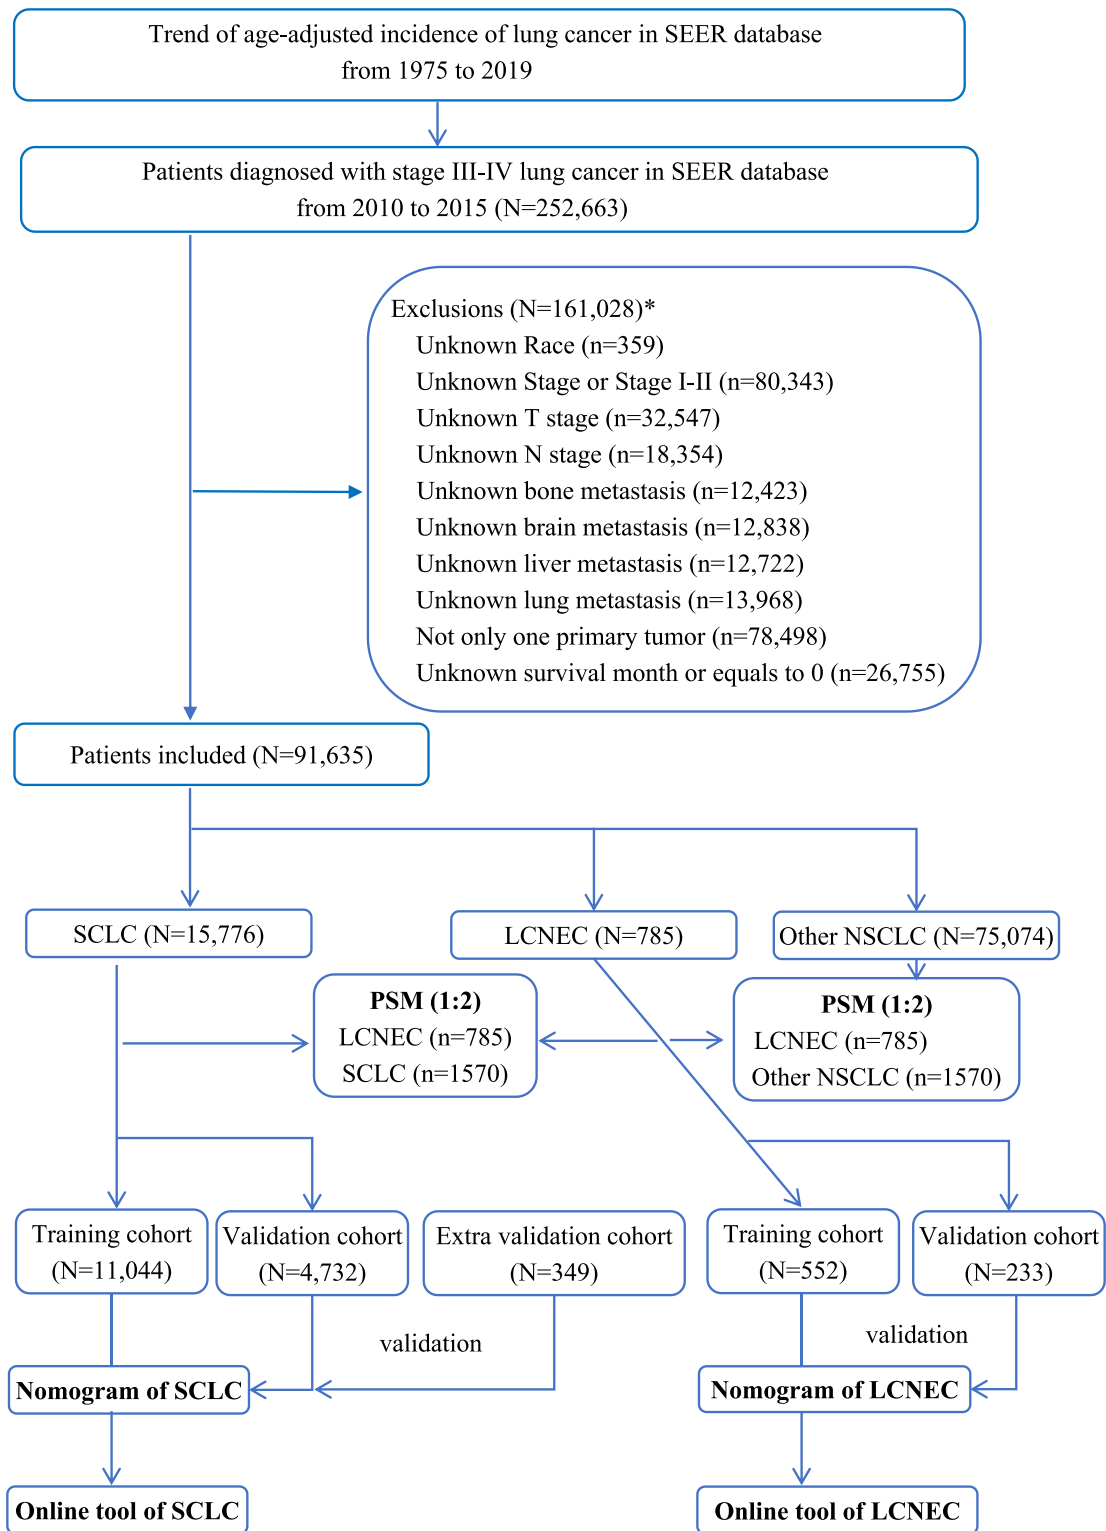 Trend of age-adjusted incidence of lung cancer in SEER database
from 1975 to 2019
Patients diagnosed with stage III-IV lung cancer in SEER database
from 2010 to 2015 (N=252,663)
Exclusions (N=161,028)*
Unknown Race (n=359)
Unknown Stage or Stage I-II (n=80,343)
Unknown T stage (n=32,547)
Unknown N stage (n=18,354)
Unknown bone metastasis (n=12,423)
Unknown brain metastasis (n=12,838)
Unknown liver metastasis (n=12,722)
Unknown lung metastasis (n=13,968)
Not only one primary tumor (n=78,498)
Unknown survival month or equals to 0 (n=26,755)
Patients included (N=91,635)
SCLC (N=15,776)
LCNEC (N=785)
Other NSCLC (N=75,074)
PSM (1:2)
LCNEC (n=785)
SCLC (n=1570)
PSM (1:2)
LCNEC (n=785)
Other NSCLC (n=1570)
Training cohort
(N=11,044)
Validation cohort
(N=4,732)
Extra validation cohort
(N=349)
Training cohort
(N=552)
Validation cohort
(N=233)
validation
validation
Nomogram of SCLC
Nomogram of LCNEC
Online tool of SCLC
Online tool of LCNEC